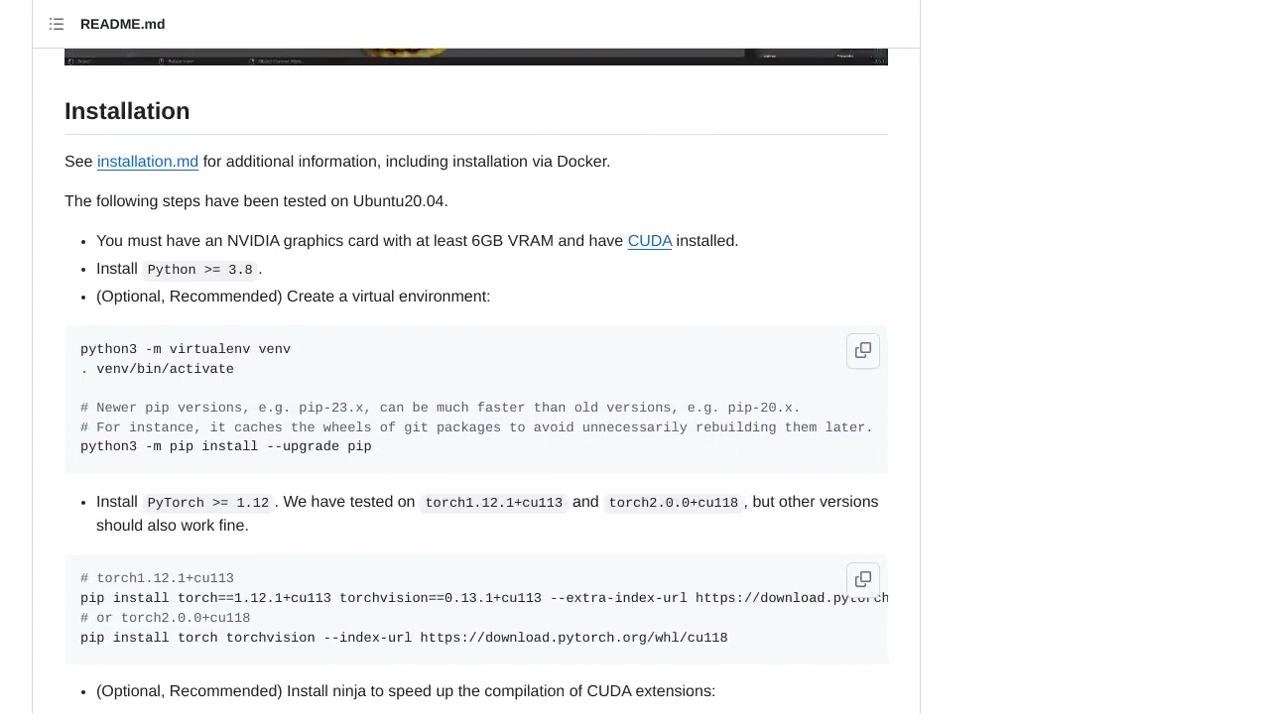 README.md
Installation
See installation.md for additional information, including installation via Docker.
The following steps have been tested on Ubuntu20.04.
• You must have an NVIDIA graphics card with at least 6GB VRAM and have CUDA installed.
• Install Python >= 3.8 .
• (Optional, Recommended) Create a virtual environment:
python3 -m virtualenv venv
. venv/bin/activate
# Newer pip versions, e.g. pip-23.x, can be much faster than old versions, e.g. pip-20.x.
# For instance, it caches the wheels of git packages to avoid unnecessarily rebuilding them later.
python3 -m pip install --upgrade pip
• Install PyTorch >= 1.12 . We have tested on torch1.12.1+cu113 and torch2.0.0+cu118 , but other versions
should also work fine.
# torch1.12.1+cu113
pip install torch==1.12.1+cu113 torchvision==0.13.1+cu113 --extra-index-url https://download.pytorch
# or torch2.0.0+cu118
pip install torch torchvision --index-url https://download.pytorch.org/whl/cu118
• (Optional, Recommended) Install ninja to speed up the compilation of CUDA extensions: